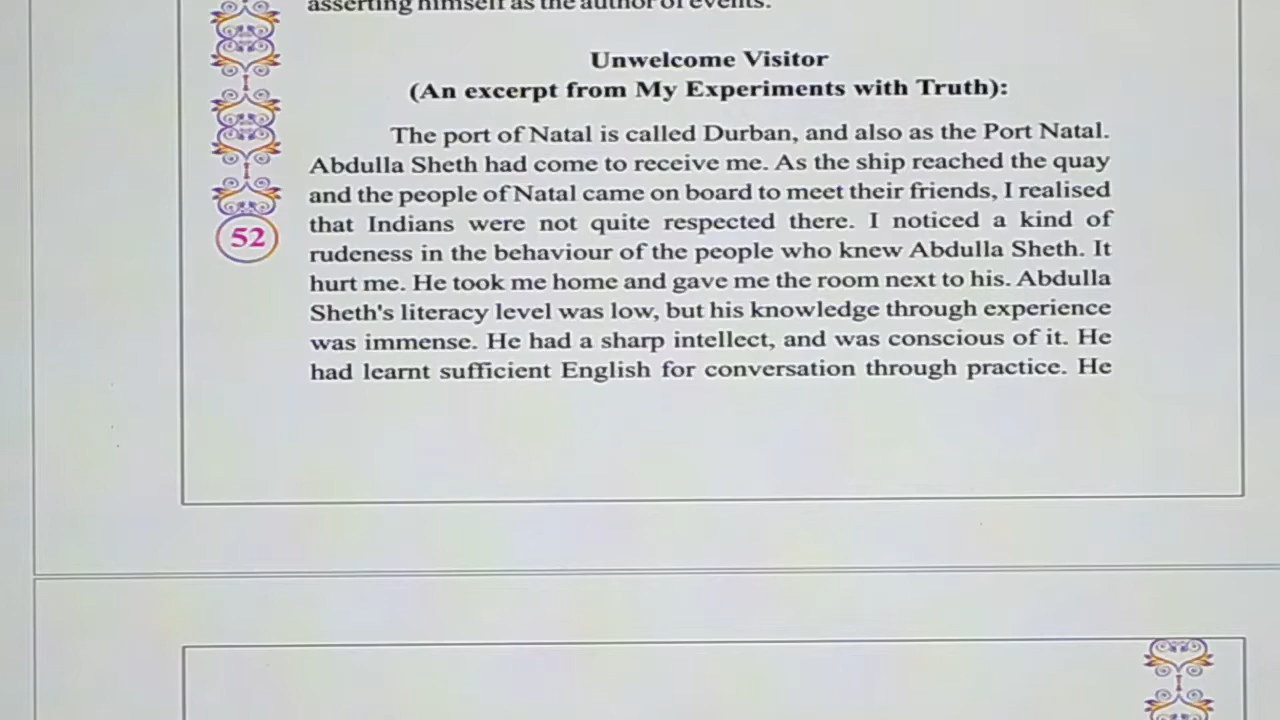 asserting himself as the author of events.
Unwelcome Visitor
(An excerpt from My Experiments with Truth):
The port of Natal is called Durban, and also as the Port Natal.
Abdulla Sheth had come to receive me. As the ship reached the quay
and the people of Natal came on board to meet their friends, I realised
that Indians were not quite respected there. I noticed a kind of
rudeness in the behaviour of the people who knew Abdulla Sheth. It
hurt me. He took me home and gave me the room next to his. Abdulla
Sheth's literacy level was low, but his knowledge through experience
was immense. He had a sharp intellect, and was conscious of it. He
had learnt sufficient English for conversation through practice. He
52